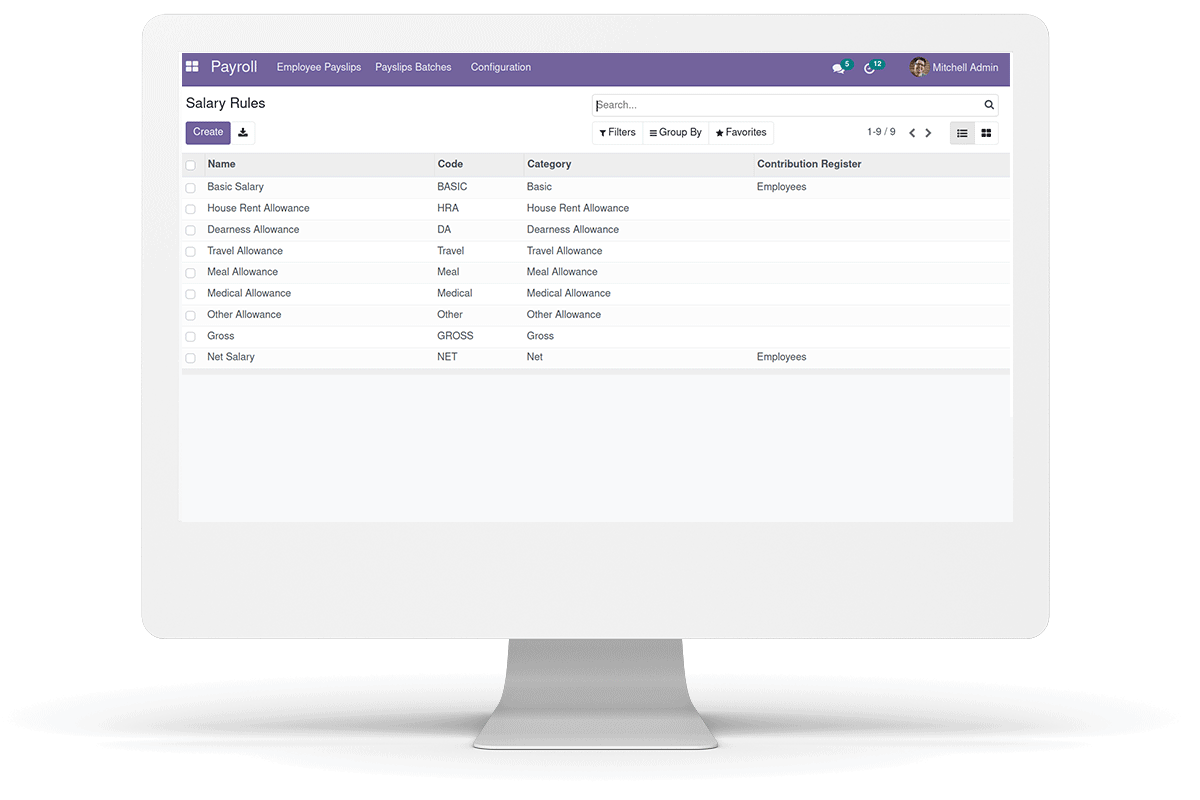 Payroll Employee Payslips Payslips Batches Configuration 5 12 Mitchell Admin
Salary Rules Search...
Create Filters Group By Favorites 1-9 / 9
Name Code Category Contribution Register
Basic Salary BASIC Basic Employees
House Rent Allowance HRA House Rent Allowance
Dearness Allowance DA Dearness Allowance
Travel Allowance Travel Travel Allowance
Meal Allowance Meal Meal Allowance
Medical Allowance Medical Medical Allowance
Other Allowance Other Other Allowance
Gross GROSS Gross
Net Salary NET Net Employees